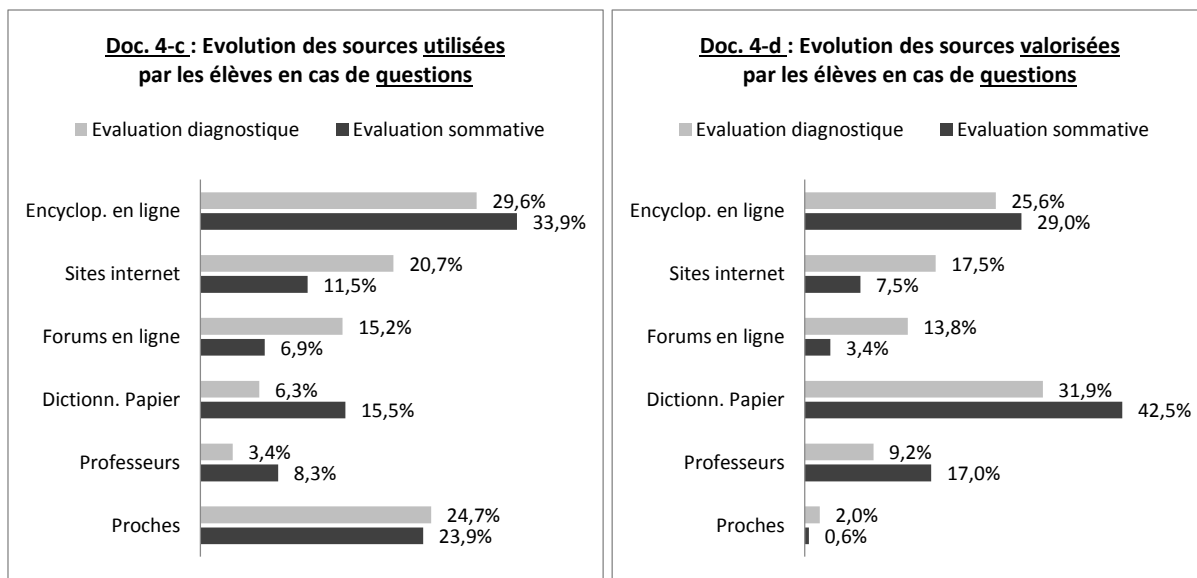 Doc. 4-c : Evolution des sources utilisées
par les élèves en cas de questions
Evaluation diagnostique Evaluation sommative
Encyclop. en ligne 29,6%
33,9%
Sites internet 20,7%
11,5%
Forums en ligne 15,2%
6,9%
Dictionn. Papier 6,3%
15,5%
Professeurs 3,4%
8,3%
Proches 24,7%
23,9%
Doc. 4-d : Evolution des sources valorisées
par les élèves en cas de questions
Evaluation diagnostique Evaluation sommative
Encyclop. en ligne 25,6%
29,0%
Sites internet 17,5%
7,5%
Forums en ligne 13,8%
3,4%
Dictionn. Papier 31,9%
42,5%
Professeurs 9,2%
17,0%
Proches 2,0%
0,6%